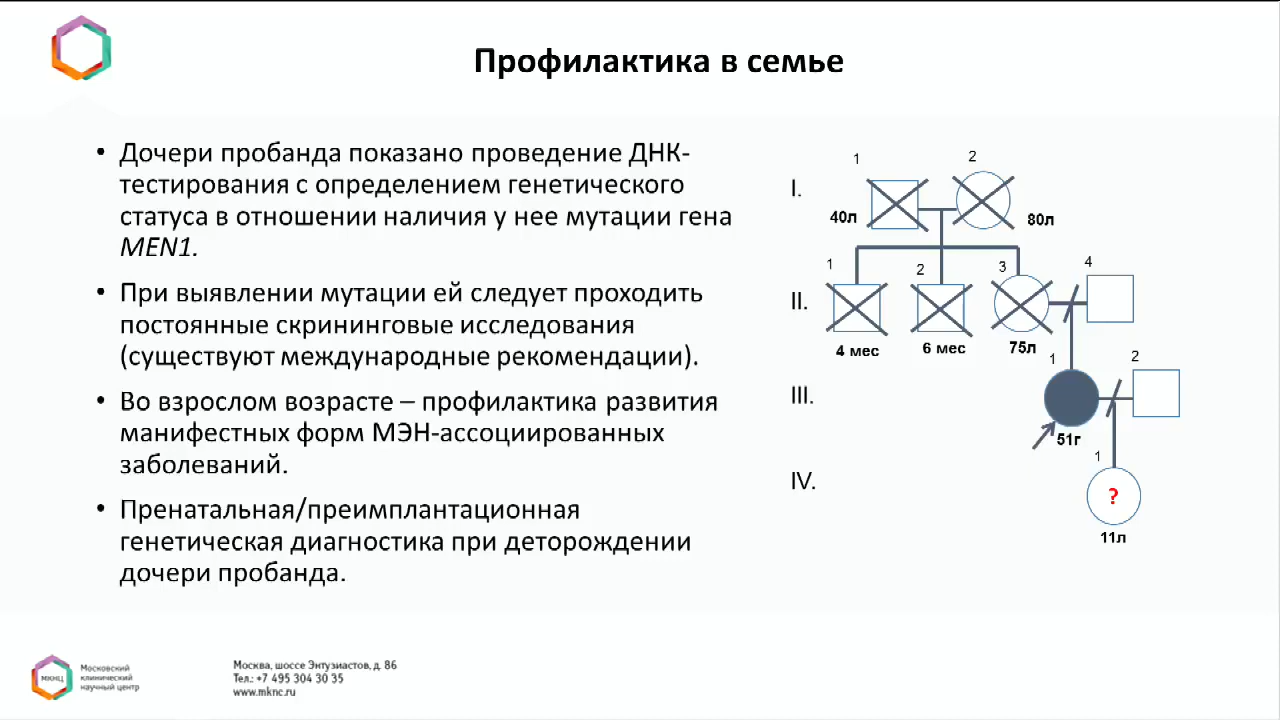 Профилактика в семье
• Дочери пробанда показано проведение ДНК-
тестирования с определением генетического
статуса в отношении наличия у нее мутации гена
MEN1.
• При выявлении мутации ей следует проходить
постоянные скрининговые исследования
(существуют международные рекомендации).
• Во взрослом возрасте – профилактика развития
манифестных форм МЭН-ассоциированных
заболеваний.
• Пренатальная/преимплантационная
генетическая диагностика при деторождении
дочери пробанда.
1 2
I.
40л 80л
1 2 3 4
II.
4 мес 6 мес 75л
1 2
III.
51г
1
IV.
?
11л
МКНЦ
Московский
клинический
научный центр
Москва, шоссе Энтузиастов, д. 86
Тел.: +7 495 304 30 35
www.mknc.ru